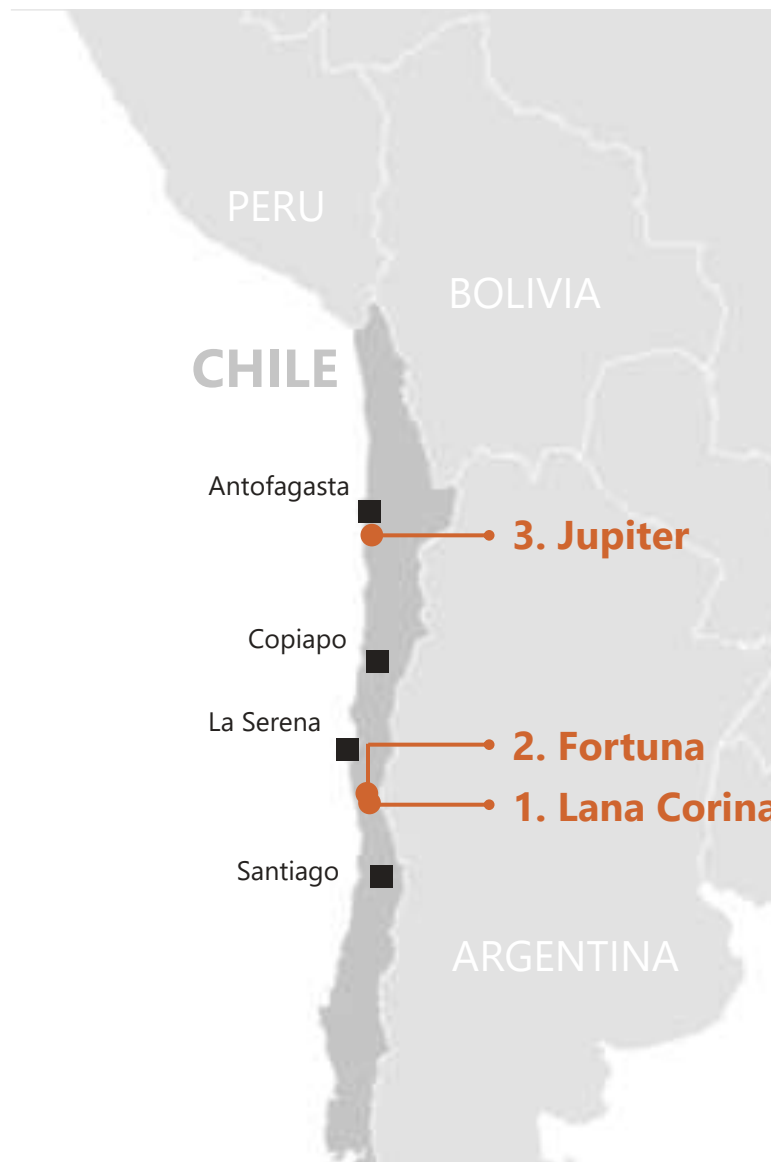 PERU
BOLIVIA
CHILE
Antofagasta
3. Jupiter
Copiapo
La Serena
2. Fortuna
1. Lana Corina
Santiago
ARGENTINA